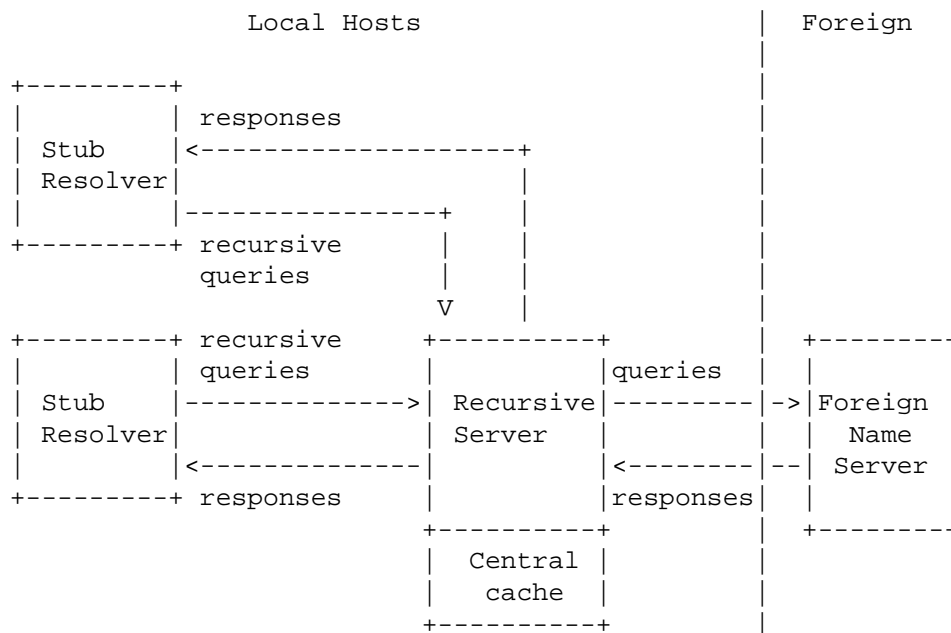 Local Hosts | Foreign
|
+---------+ |
| | responses |
| Stub |<--------------------+ |
| Resolver| | |
| |----------------+ | |
+---------+ recursive | | |
queries | | |
V | |
+---------+ recursive +----------+ | +--------
| | queries | |queries | |
| Stub |-------------->| Recursive|---------|->|Foreign
| Resolver| | Server | | | Name
| |<--------------| |<--------|--| Server
+---------+ responses | |responses| |
+----------+ | +--------
| Central | |
| cache | |
+----------+ |